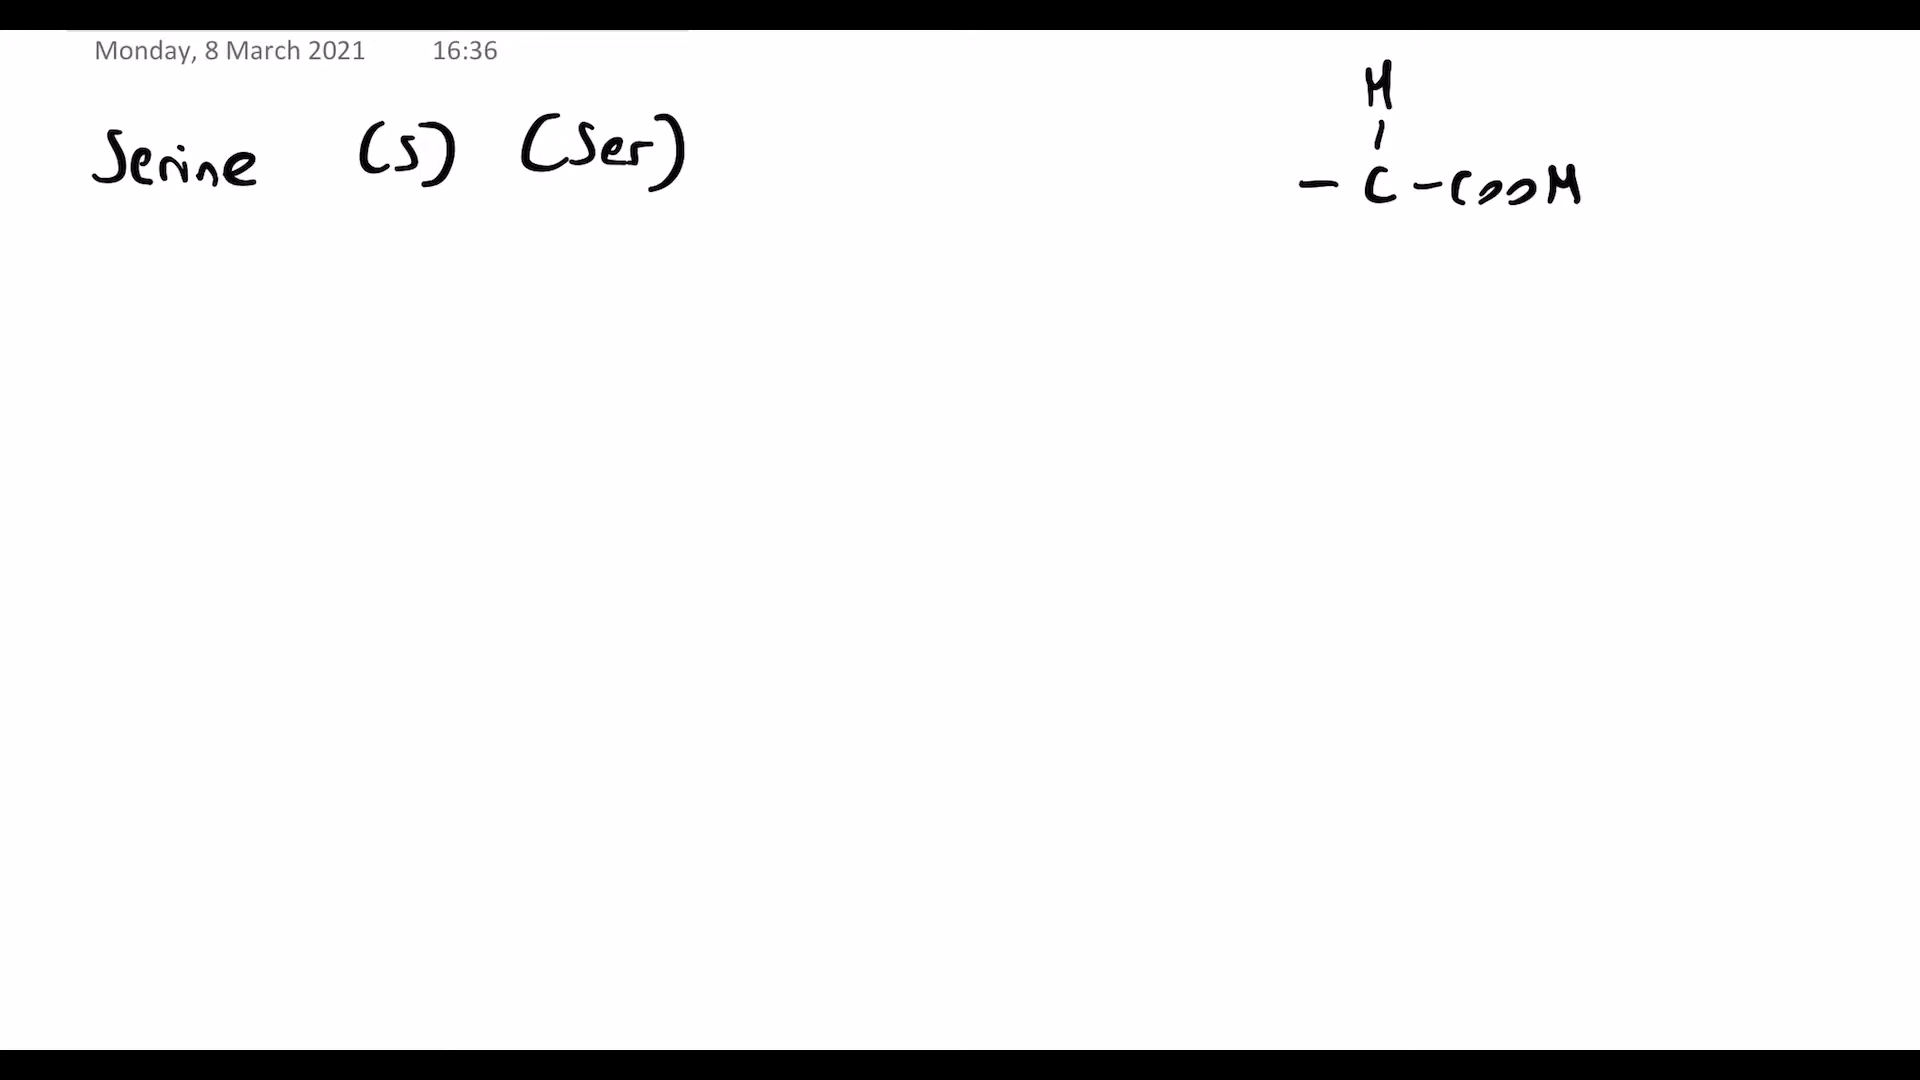 Monday, 8 March 2021 16:36
Serine (S) (Ser)
H
- C - COOH